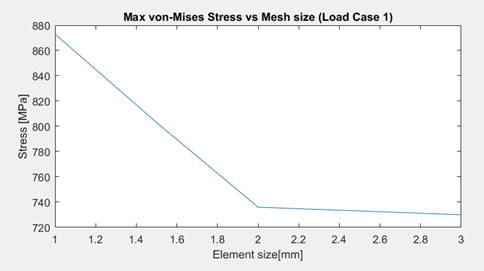 Max von-Mises Stress vs Mesh size (Load Case 1)
880
860
840
820
800
780
760
740
720
Stress [MPa]
1 1.2 1.4 1.6 1.8 2 2.2 2.4 2.6 2.8 3
Element size[mm]